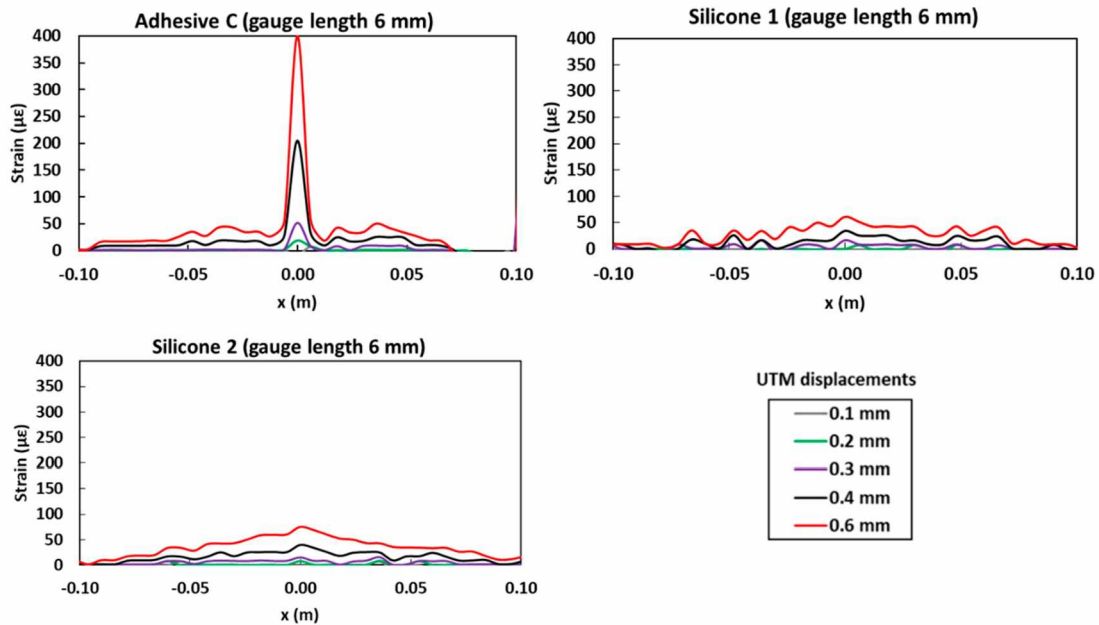 Adhesive C (gauge length 6 mm)
400
350
300
250
200
150
100
50
0
Strain (με)
-0.10 -0.05 0.00 0.05 0.10
x (m)
Silicone 1 (gauge length 6 mm)
400
350
300
250
200
150
100
50
0
Strain (με)
-0.10 -0.05 0.00 0.05 0.10
x (m)
Silicone 2 (gauge length 6 mm)
400
350
300
250
200
150
100
50
0
Strain (με)
-0.10 -0.05 0.00 0.05 0.10
x (m)
UTM displacements
0.1 mm
0.2 mm
0.3 mm
0.4 mm
0.6 mm